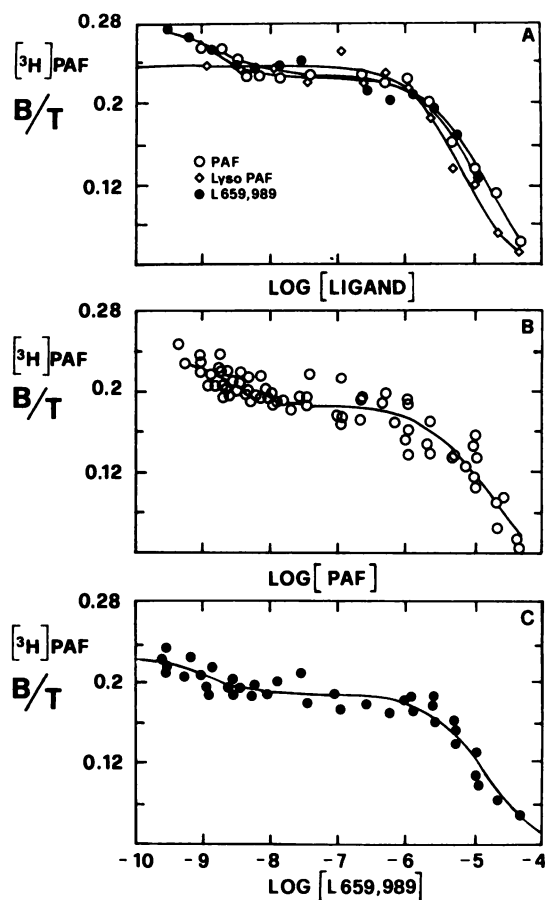 0.28
A
[³H]PAF
B/T
0.2
0.12
PAF
Lyso PAF
L659,989
LOG [LIGAND]
0.28
B
[³H]PAF
B/T
0.2
0.12
LOG[PAF]
0.28
C
[³H]PAF
B/T
0.2
0.12
-10 -9 -8 -7 -6 -5 -4
LOG [L659,989]